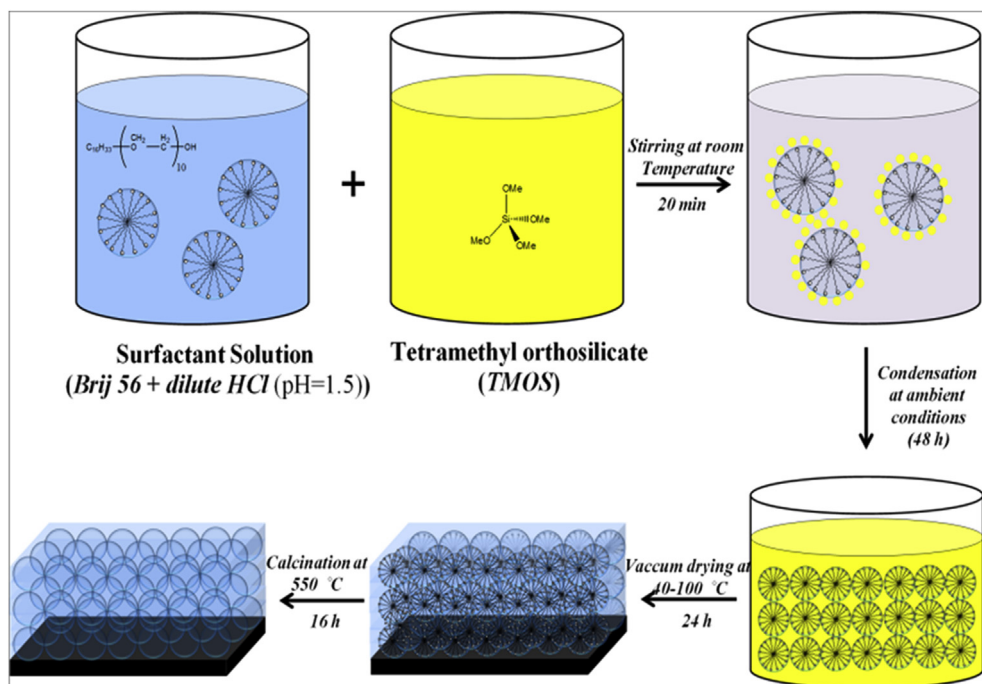 C₁₆H₃₃
CH₂
O
H₂
C
OH
10
+
OMe
Si
OMe
MeO
OMe
Stirring at room
Temperature
20 min
Surfactant Solution
(Brij 56 + dilute HCl (pH=1.5))
Tetramethyl orthosilicate
(TMOS)
Condensation
at ambient
conditions
(48 h)
Calcination at
550 °C
16 h
Vaccum drying at
40-100 °C
24 h